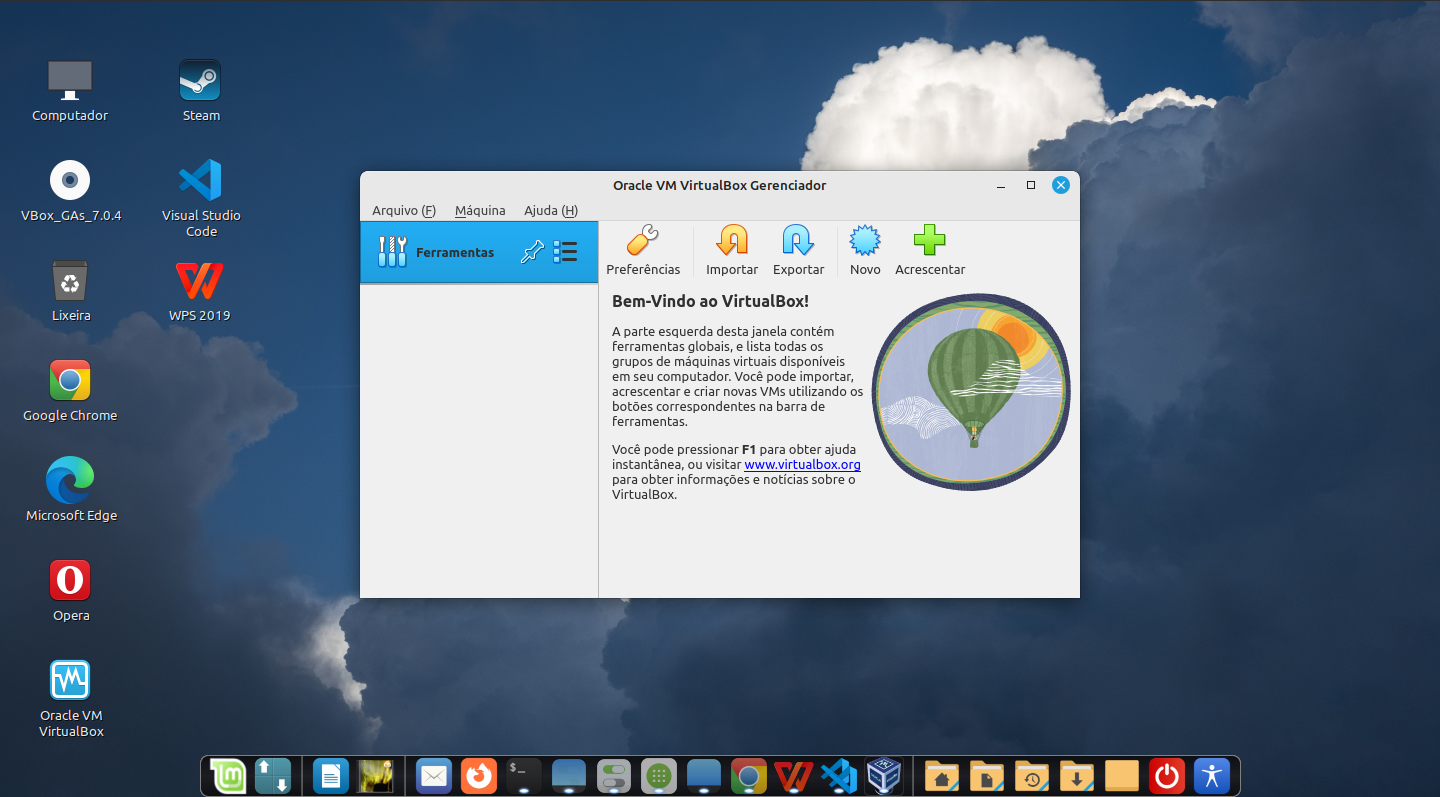 Computador
Steam
VBox_GAs_7.0.4
Visual Studio
Code
Lixeira
WPS 2019
Google Chrome
Microsoft Edge
Opera
Oracle VM
VirtualBox
Oracle VM VirtualBox Gerenciador
Arquivo (F) Máquina Ajuda (H)
Ferramentas
Preferências Importar Exportar Novo Acrescentar
Bem-Vindo ao VirtualBox!
A parte esquerda desta janela contém
ferramentas globais, e lista todas os
grupos de máquinas virtuais disponíveis
em seu computador. Você pode importar,
acrescentar e criar novas VMs utilizando os
botões correspondentes na barra de
ferramentas.
Você pode pressionar F1 para obter ajuda
instantânea, ou visitar www.virtualbox.org
para obter informações e notícias sobre o
VirtualBox.
$_